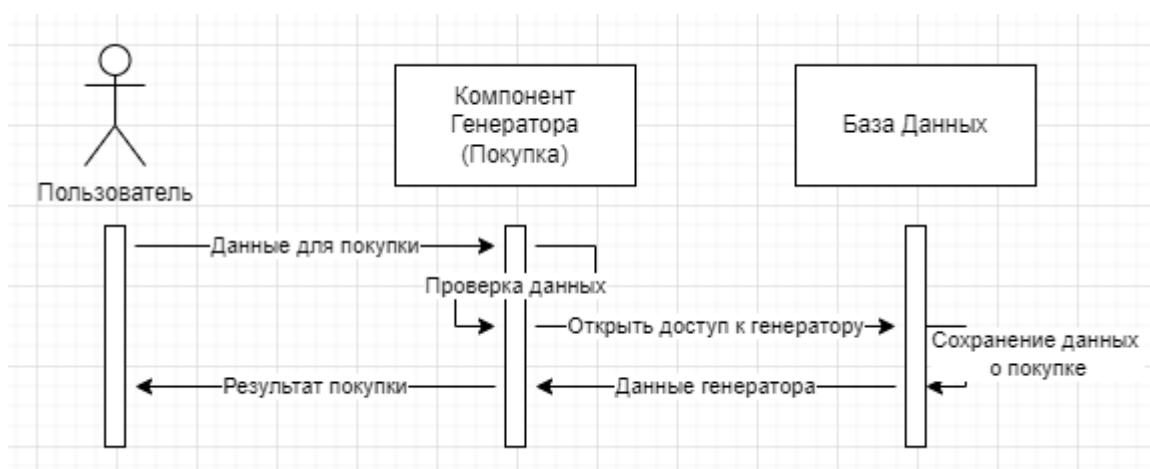 Компонент
Генератора
(Покупка)
База Данных
Пользователь
Данные для покупки
Проверка данных
Открыть доступ к генератору
Сохранение данных
о покупке
Результат покупки
Данные генератора